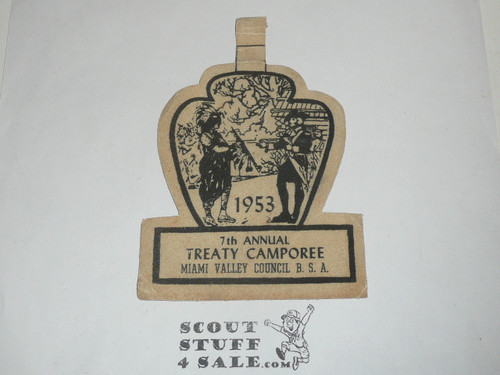 1953
7th ANNUAL
TREATY CAMPOREE
MIAMI VALLEY COUNCIL B. S. A.
SCOUT
STUFF
4 SALE.com